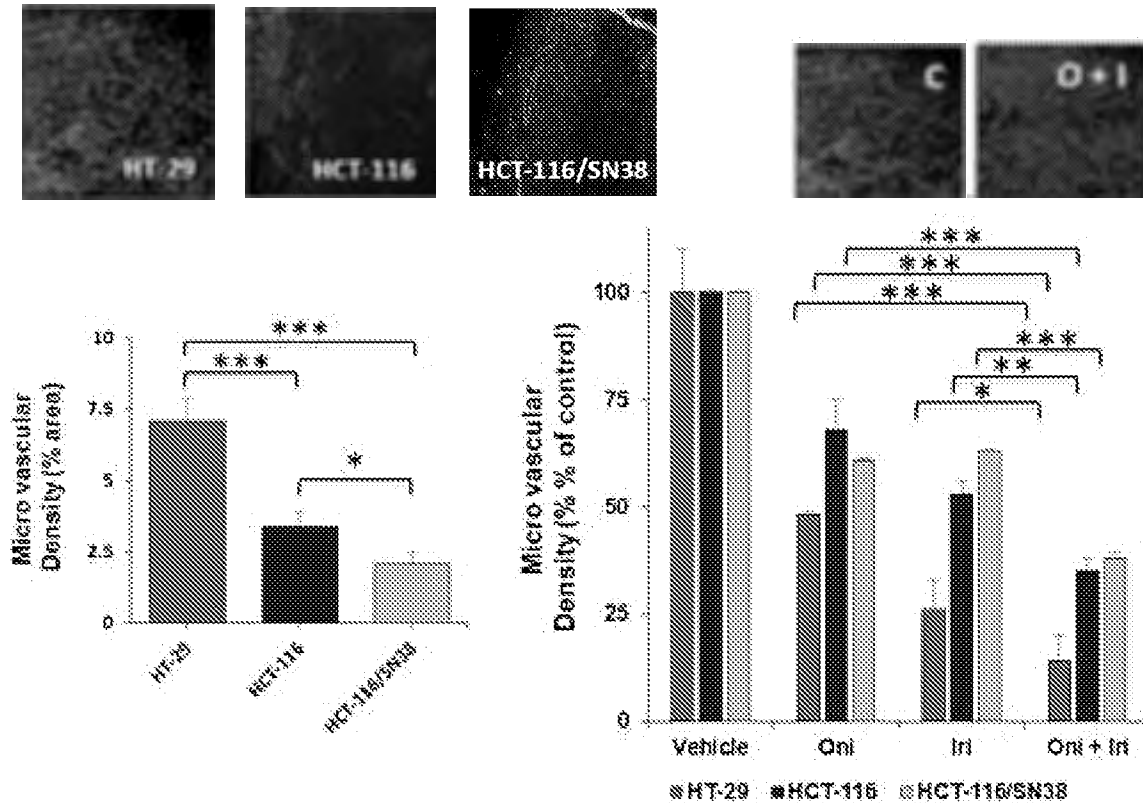 HT-29
HCT-116
HCT-116/SN38
C
O + I
Micro vascular
Density (% area)
10
7.5
5
2.5
0
***
***
*
HT-29
HCT-116
HCT-116/SN38
Micro vascular
Density (% % of control)
100
75
50
25
0
***
***
***
***
**
*
Vehicle
Oni
Iri
Oni + Iri
HT-29
HCT-116
HCT-116/SN38